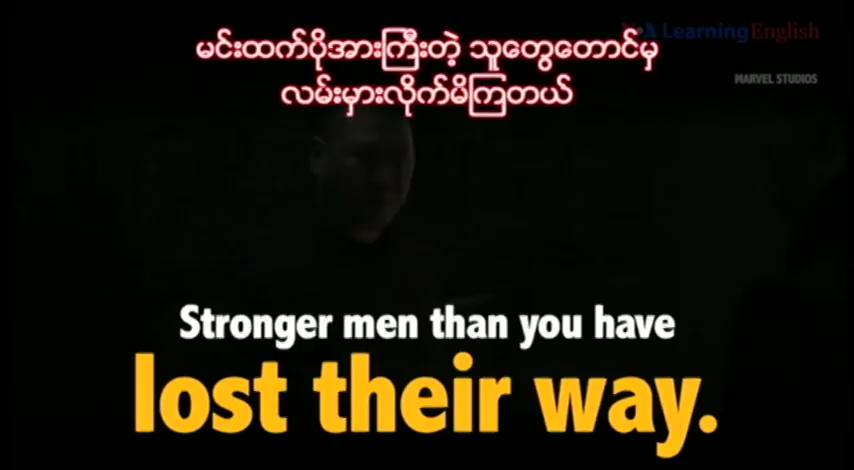 VOA Learning English
မင်းထက်ပိုအားကြီးတဲ့ သူတွေတောင်မှ
လမ်းမှားလိုက်မိကြတယ်
MARVEL STUDIOS
Stronger men than you have
lost their way.